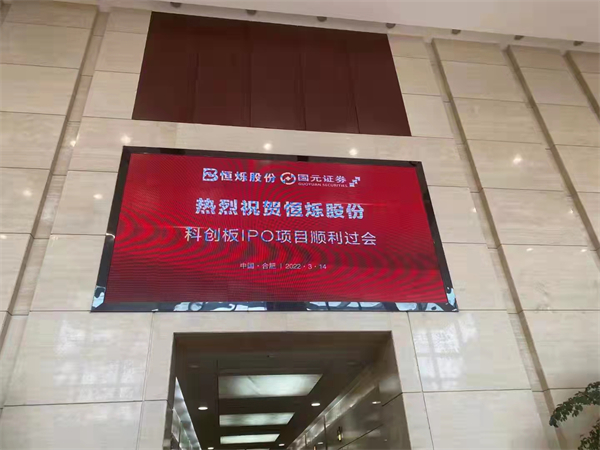 恒烁股份 国元证券
GUOYUAN SECURITIES
热烈祝贺恒烁股份
科创板IPO项目顺利过会
中国·合肥 | 2022·3·14